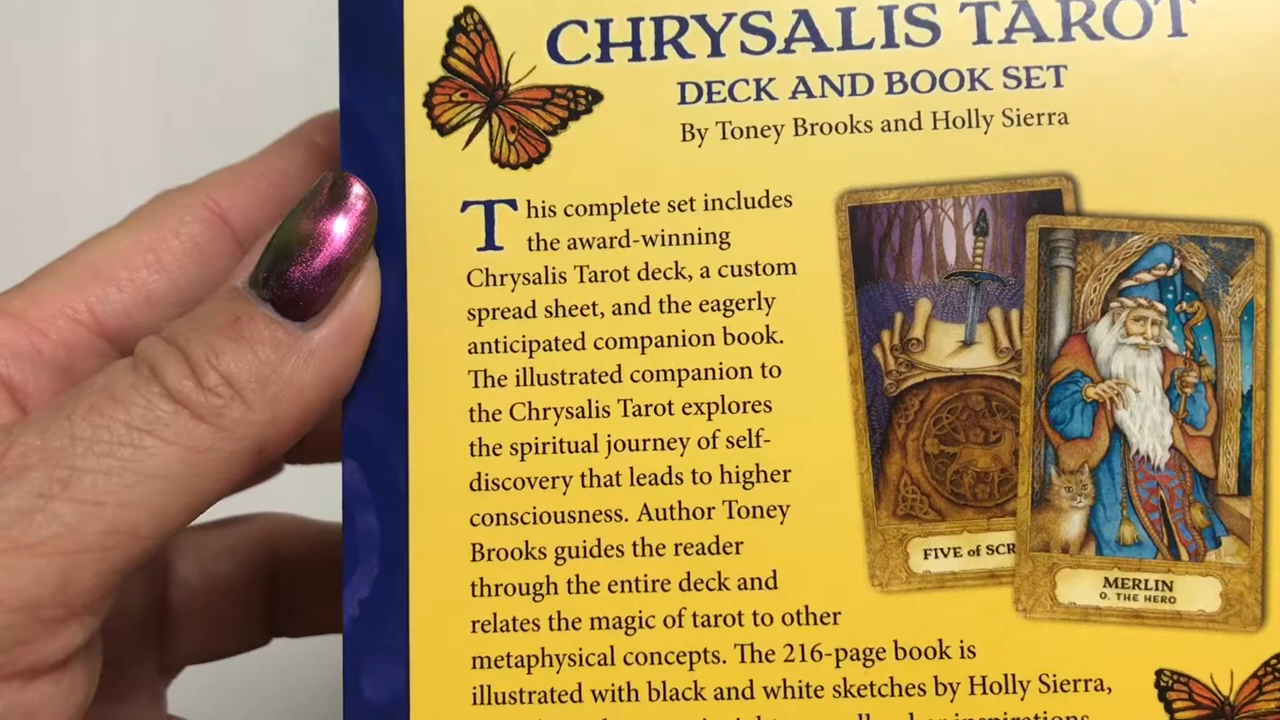 CHRYSALIS TAROT
DECK AND BOOK SET
By Toney Brooks and Holly Sierra
This complete set includes
the award-winning
Chrysalis Tarot deck, a custom
spread sheet, and the eagerly
anticipated companion book.
The illustrated companion to
the Chrysalis Tarot explores
the spiritual journey of self-
discovery that leads to higher
consciousness. Author Toney
Brooks guides the reader
through the entire deck and
relates the magic of tarot to other
metaphysical concepts. The 216-page book is
illustrated with black and white sketches by Holly Sierra,
FIVE of SCR
MERLIN
0. THE HERO